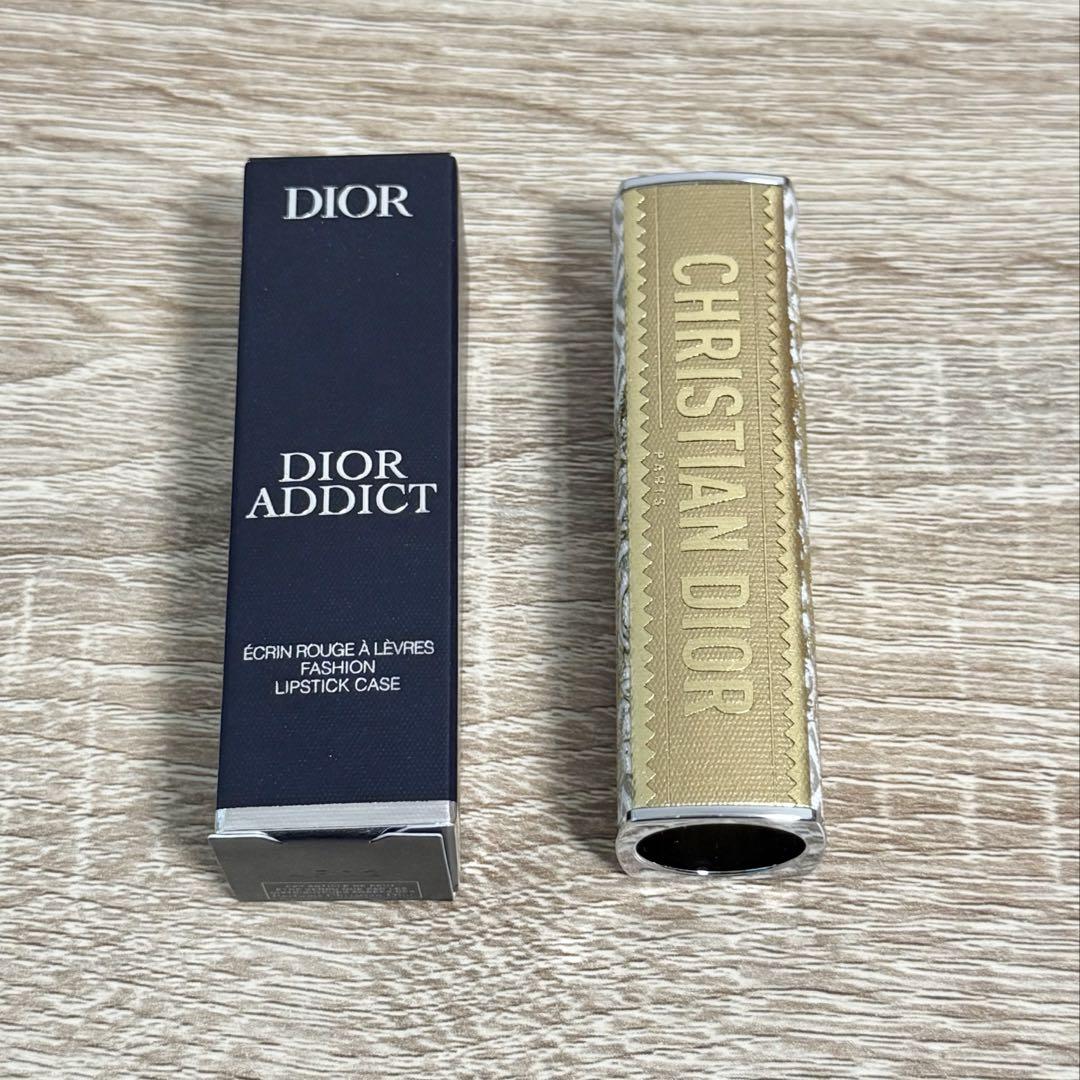 DIOR
DIOR
ADDICT
ÉCRIN ROUGE À LÈVRES
FASHION
LIPSTICK CASE
CHRISTIAN DIOR
PARIS